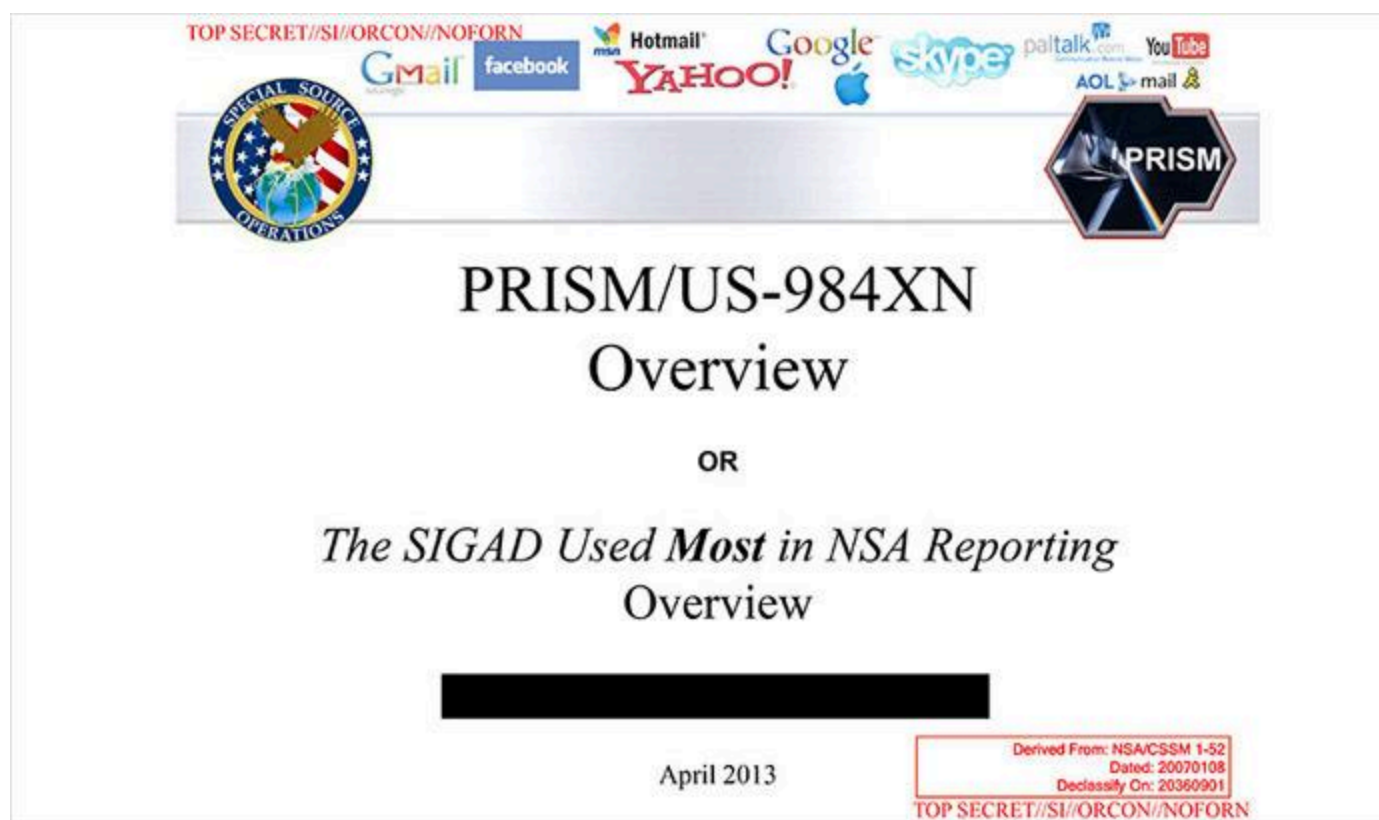 TOP SECRET//SI//ORCON//NOFORN
Gmail
facebook
msn Hotmail
Google
skype
paltalk.com
YouTube
YAHOO!
AOL mail
SPECIAL SOURCE
OPERATIONS
PRISM
PRISM/US-984XN
Overview
OR
The SIGAD Used Most in NSA Reporting
Overview
April 2013
Derived From: NSA/CSSM 1-52
Dated: 20070108
Declassify On: 20360901
TOP SECRET//SI//ORCON//NOFORN